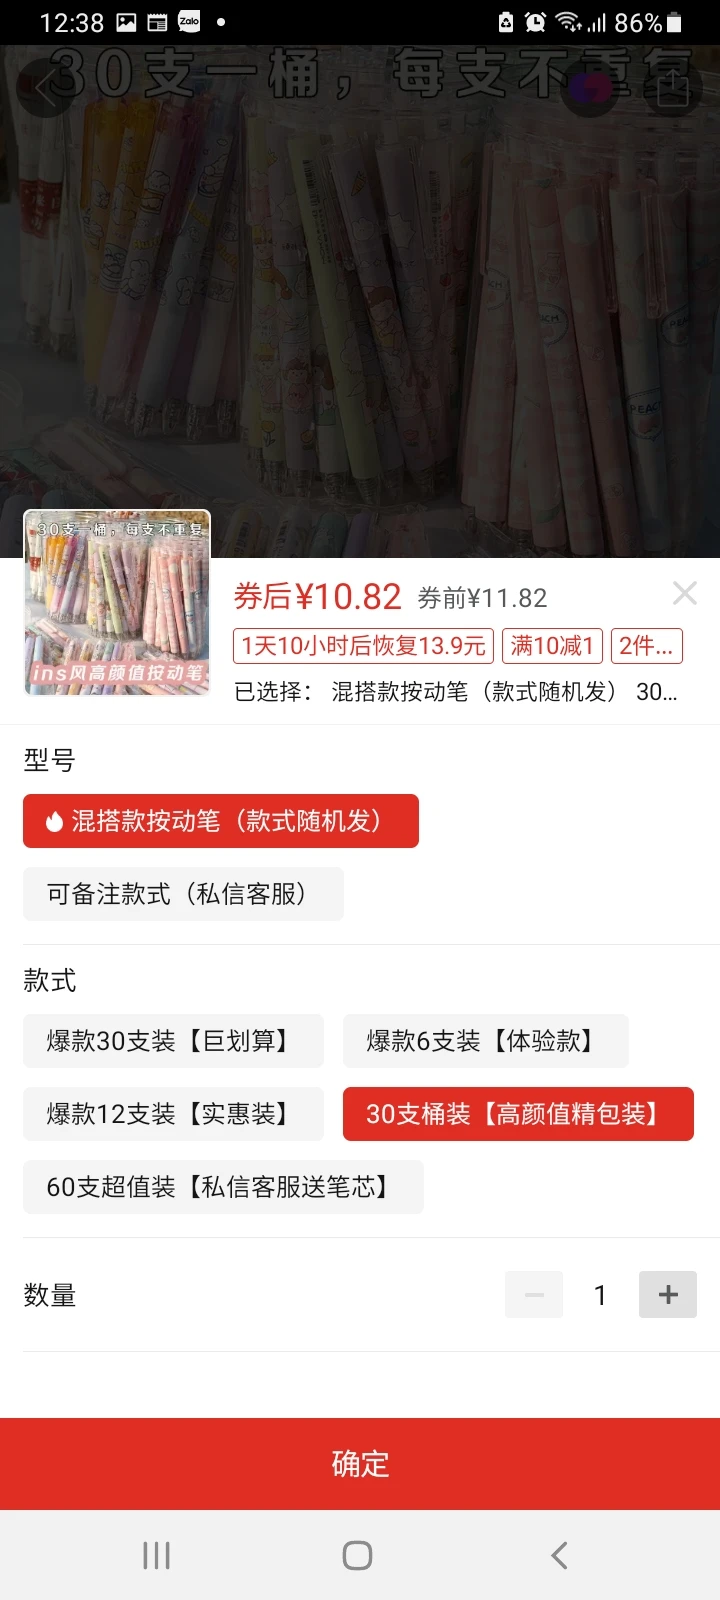 12:38
Zalo
86%
30支一桶，每支不重复
PEACH
30支一桶，每支不重复
ins风高颜值按动笔
券后¥10.82 券前¥11.82
1天10小时后恢复13.9元 满10减1 2件...
已选择： 混搭款按动笔（款式随机发） 30...
型号
混搭款按动笔（款式随机发）
可备注款式（私信客服）
款式
爆款30支装【巨划算】 爆款6支装【体验款】
爆款12支装【实惠装】 30支桶装【高颜值精包装】
60支超值装【私信客服送笔芯】
数量
1
确定